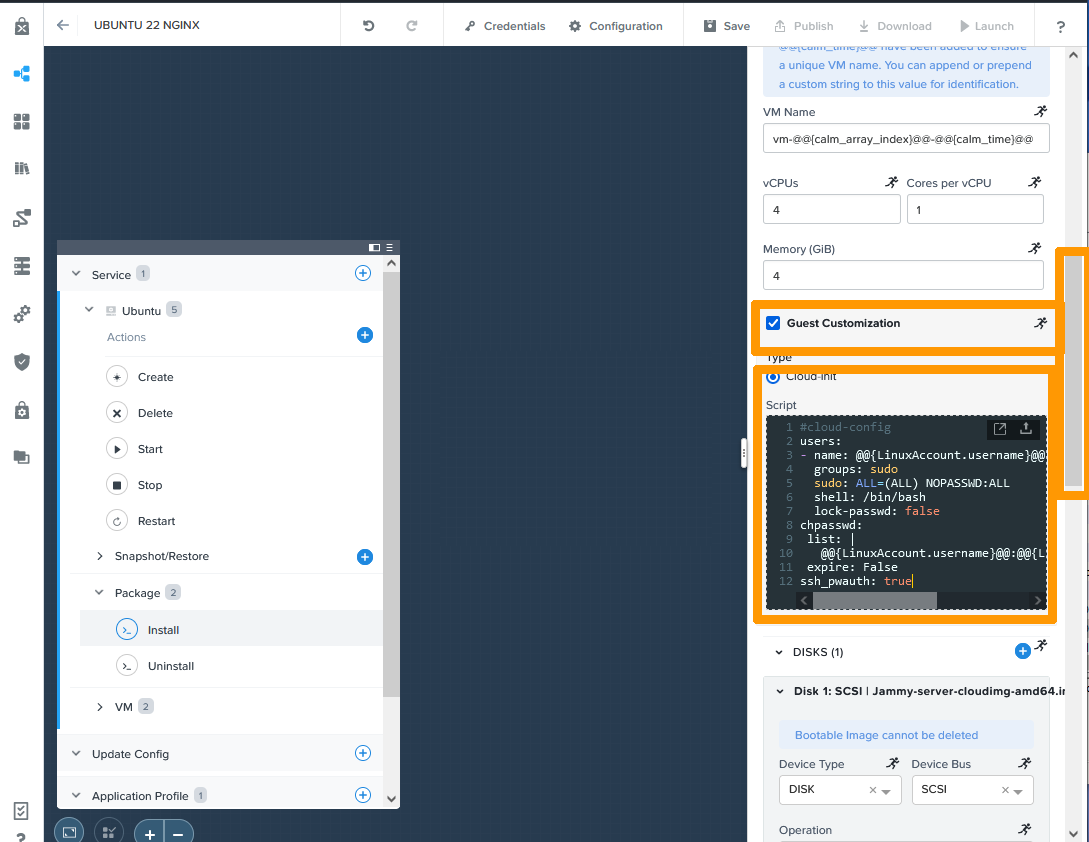 UBUNTU 22 NGINX
Credentials
Configuration
Save
Publish
Download
Launch
?
Service 1
Ubuntu 5
Actions
Create
Delete
Start
Stop
Restart
Snapshot/Restore
Package 2
Install
Uninstall
VM 2
Update Config
Application Profile 1
@@{calm_time}@@ have been added to ensure
a unique VM name. You can append or prepend
a custom string to this value for identification.
VM Name
vm-@@{calm_array_index}@@-@@{calm_time}@@
vCPUs
Cores per vCPU
4
1
Memory (GiB)
4
Guest Customization
Type
Cloud-init
Script
1 #cloud-config
2 users:
3 - name: @@{LinuxAccount.username}@@
4 groups: sudo
5 sudo: ALL=(ALL) NOPASSWD:ALL
6 shell: /bin/bash
7 lock-passwd: false
8 chpasswd:
9 list: |
10 @@{LinuxAccount.username}@@:@@{L
11 expire: False
12 ssh_pwauth: true
DISKS (1)
Disk 1: SCSI | Jammy-server-cloudimg-amd64.i
Bootable Image cannot be deleted
Device Type
Device Bus
DISK
SCSI
Operation
?